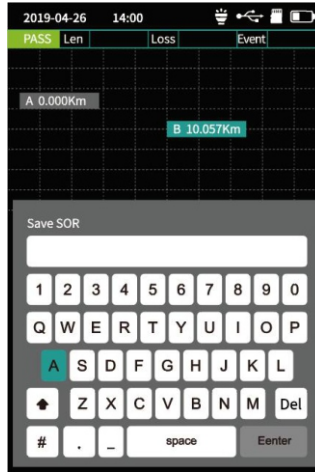 2019-04-26 14:00
PASS Len Loss Event
A 0.000Km
B 10.057Km
Save SOR
1 2 3 4 5 6 7 8 9 0
Q W E R T Y U I O P
A S D F G H J K L
Z X C V B N M Del
# . _ space Eenter